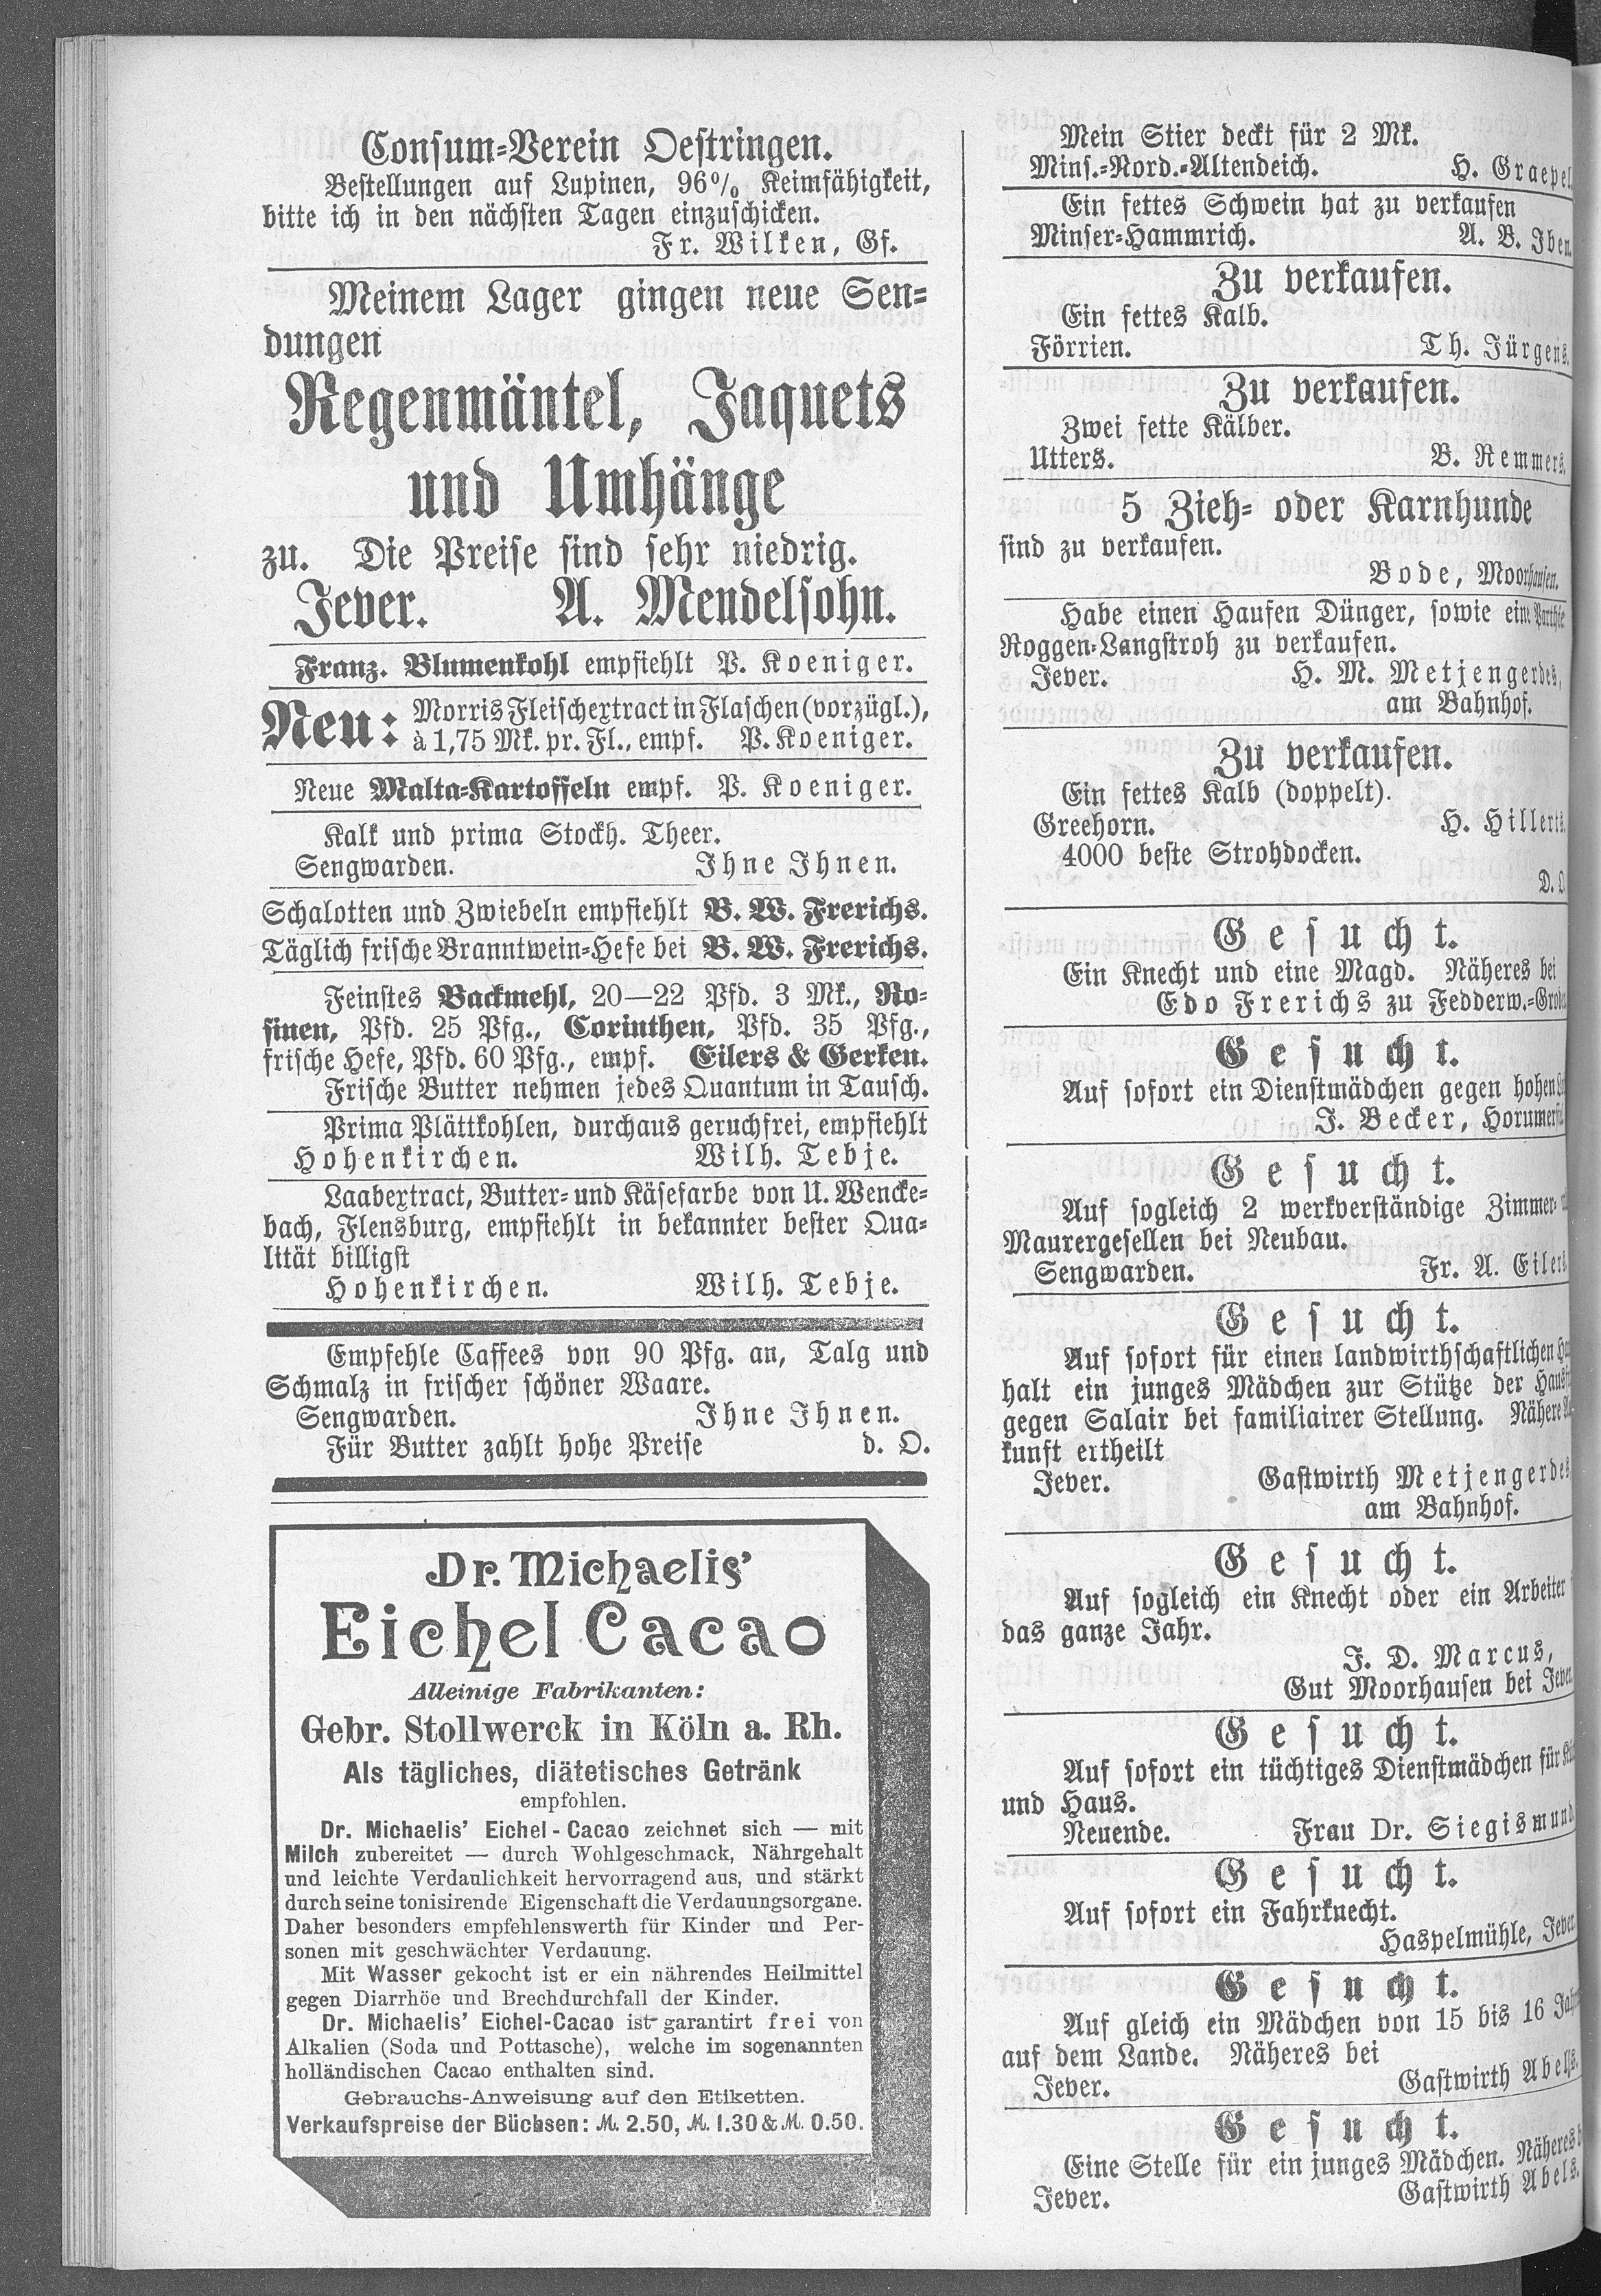 Consum-Verein Oestringen.
Bestellungen auf Lupinen, 96% Keimfähigkeit,
bitte ich in den nächsten Tagen einzuschicken.
Fr. Wilken, Gf.
Meinem Lager gingen neue Sen-
dungen
Regenmäntel, Jaquets
und Umhänge
zu. Die Preise sind sehr niedrig.
Jever. A. Mendelsohn.
Franz. Blumenkohl empfiehlt P. Koeniger.
Neu: Morris Fleischextract in Flaschen (vorzügl.),
à 1,75 Mk. pr. Fl., empf. P. Koeniger.
Neue Malta-Kartoffeln empf. P. Koeniger.
Kalk und prima Stockh. Theer.
Sengwarden. Ihne Ihnen.
Schalotten und Zwiebeln empfiehlt B. W. Frerichs.
Täglich frische Branntwein-Hefe bei B. W. Frerichs.
Feinstes Backmehl, 20—22 Pfd. 3 Mk., Ro-
sinen, Pfd. 25 Pfg., Corinthen, Pfd. 35 Pfg.,
frische Hefe, Pfd. 60 Pfg., empf. Eilers & Gerken.
Frische Butter nehmen jedes Quantum in Tausch.
Prima Plättkohlen, durchaus geruchfrei, empfiehlt
Hohenkirchen. Wilh. Tebje.
Laabextract, Butter- und Käsefarbe von U. Wencke-
bach, Flensburg, empfiehlt in bekannter bester Qua-
lität billigst
Hohenkirchen. Wilh. Tebje.
Empfehle Caffees von 90 Pfg. an, Talg und
Schmalz in frischer schöner Waare.
Sengwarden. Ihne Ihnen.
Für Butter zahlt hohe Preise d. O.
Dr. Michaelis'
Eichel Cacao
Alleinige Fabrikanten:
Gebr. Stollwerck in Köln a. Rh.
Als tägliches, diätetisches Getränk
empfohlen.
Dr. Michaelis' Eichel-Cacao zeichnet sich — mit
Milch zubereitet — durch Wohlgeschmack, Nährgehalt
und leichte Verdaulichkeit hervorragend aus, und stärkt
durch seine tonisirende Eigenschaft die Verdauungsorgane.
Daher besonders empfehlenswerth für Kinder und Per-
sonen mit geschwächter Verdauung.
Mit Wasser gekocht ist er ein nährendes Heilmittel
gegen Diarrhöe und Brechdurchfall der Kinder.
Dr. Michaelis' Eichel-Cacao ist garantirt frei von
Alkalien (Soda und Pottasche), welche im sogenannten
holländischen Cacao enthalten sind.
Gebrauchs-Anweisung auf den Etiketten.
Verkaufspreise der Büchsen: M. 2.50, M. 1.30 & M. 0.50.
Mein Stier deckt für 2 Mk.
Mins.-Nord.-Altendeich. H. Graepel.
Ein fettes Schwein hat zu verkaufen
Minser-Hammrich. A. B. Iben.
Zu verkaufen.
Ein fettes Kalb.
Förrien. Th. Jürgens.
Zu verkaufen.
Zwei fette Kälber.
Utters. B. Remmers.
5 Zieh- oder Karnhunde
sind zu verkaufen.
Bode, Moorhausen.
Habe einen Haufen Dünger, sowie eine Parthie
Roggen-Langstroh zu verkaufen.
Jever. H. M. Metjengerdes,
am Bahnhof.
Zu verkaufen.
Ein fettes Kalb (doppelt).
Greehorn. H. Hillerts.
4000 beste Strohdocken.
D. O.
Gesucht.
Ein Knecht und eine Magd. Näheres bei
Edo Frerichs zu Fedderw.-Groden
Gesucht.
Auf sofort ein Dienstmädchen gegen hohen
J. Becker, Horumersiel
Gesucht.
Auf sogleich 2 werkverständige Zimmer-
Maurergesellen bei Neubau.
Sengwarden. Fr. A. Eilers
Gesucht.
Auf sofort für einen landwirthschaftlichen
halt ein junges Mädchen zur Stütze der
gegen Salair bei familiairer Stellung. Nähere
kunft ertheilt
Jever. Gastwirth Metjengerdes
am Bahnhof.
Gesucht.
Auf sogleich ein Knecht oder ein Arbeiter
das ganze Jahr.
J. D. Marcus,
Gut Moorhausen bei Jever.
Gesucht.
Auf sofort ein tüchtiges Dienstmädchen für
und Haus.
Neuende. Frau Dr. Siegismund.
Gesucht.
Auf sofort ein Fahrknecht.
Haspelmühle, Jever.
Gesucht.
Auf gleich ein Mädchen von 15 bis 16
auf dem Lande. Näheres bei
Jever. Gastwirth Abels.
Gesucht.
Eine Stelle für ein junges Mädchen. Näheres
Jever. Gastwirth Abels.